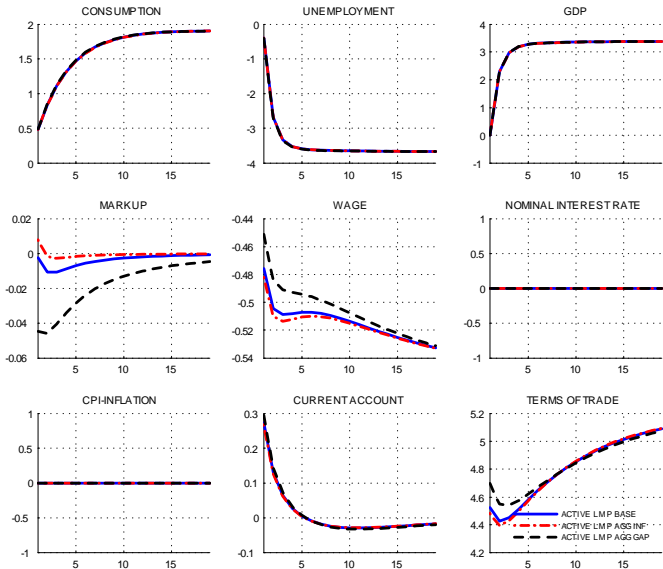 CONSUMPTION UNEMPLOYMENT GDP
2 0 4
1.5 -1 3
1 -2 2
0.5 -3 1
0 -4 0
-1
5 10 15 5 10 15 5 10 15
MARKUP WAGE NOMINAL INTEREST RATE
0.02 -0.44 1
0 -0.46 0.5
-0.02 -0.48 0
-0.04 -0.5 -0.5
-0.06 -0.52 -1
-0.54
5 10 15 5 10 15 5 10 15
CPI-INFLATION CURRENT ACCOUNT TERMS OF TRADE
1 0.3 5.2
0.5 0.2 5
0 0.1 4.8
-0.5 0 4.6
-1 -0.1 4.4
4.2
ACTIVE LMP BASE
ACTIVE LMP AGG INF
ACTIVE LMP AGG GAP
5 10 15 5 10 15 5 10 15